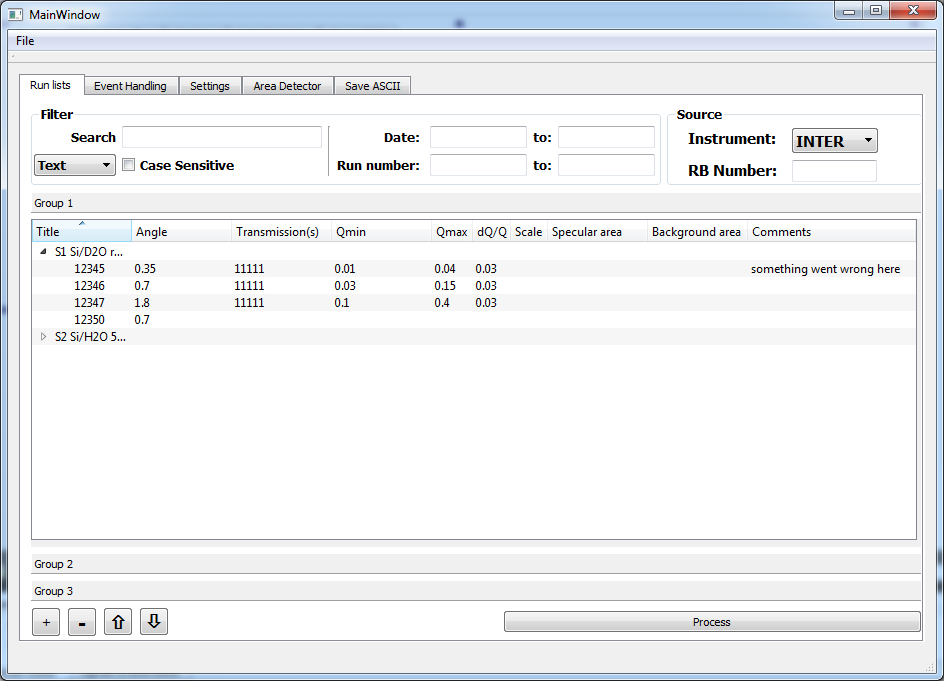 MainWindow
File
Run lists Event Handling Settings Area Detector Save ASCII
Filter Source
Search Date: to: Instrument: INTER
Text Case Sensitive Run number: to: RB Number:
Group 1
Title Angle Transmission(s) Qmin Qmax dQ/Q Scale Specular area Background area Comments
S1 Si/D2O r...
12345 0.35 11111 0.01 0.04 0.03 something went wrong here
12346 0.7 11111 0.03 0.15 0.03
12347 1.8 11111 0.1 0.4 0.03
12350 0.7
S2 Si/H2O 5...
Group 2
Group 3
+ - Process